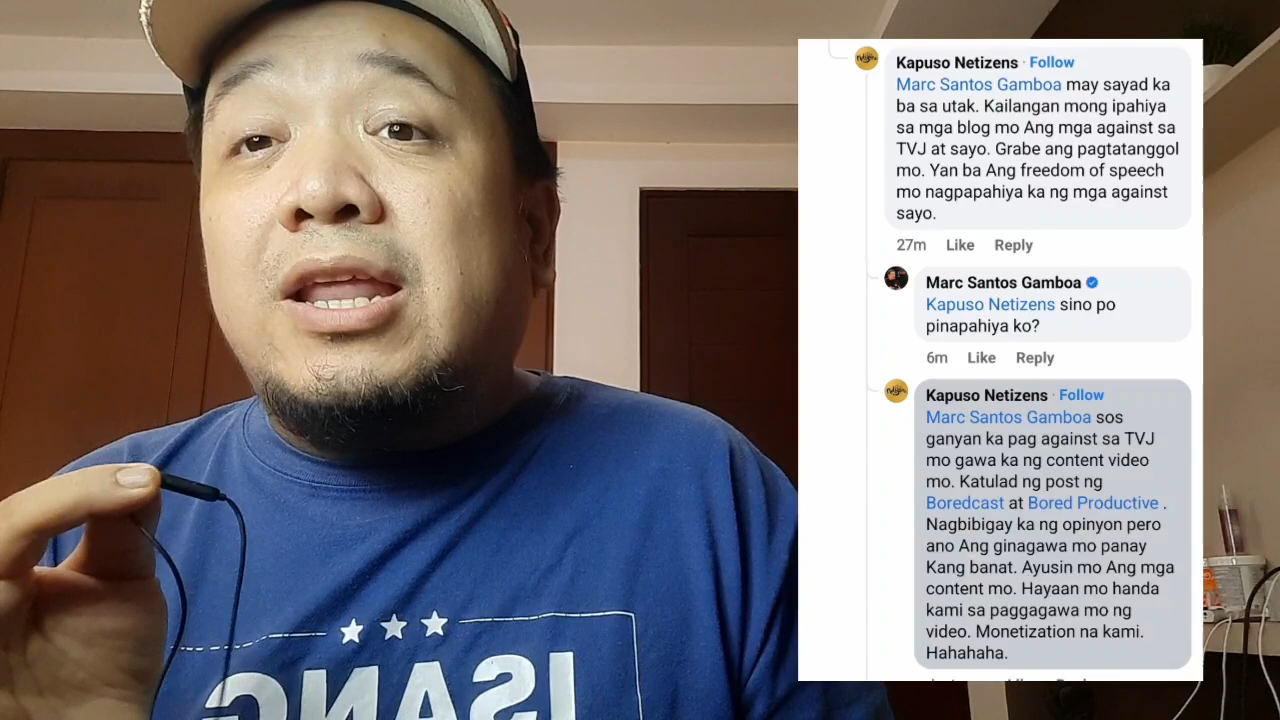 Kapuso Netizens · Follow
Marc Santos Gamboa may sayad ka
ba sa utak. Kailangan mong ipahiya
sa mga blog mo Ang mga against sa
TVJ at sayo. Grabe ang pagtatanggol
mo. Yan ba Ang freedom of speech
mo nagpapahiya ka ng mga against
sayo.
27m Like Reply
Marc Santos Gamboa
Kapuso Netizens sino po
pinapahiya ko?
6m Like Reply
Kapuso Netizens · Follow
Marc Santos Gamboa sos
ganyan ka pag against sa TVJ
mo gawa ka ng content video
mo. Katulad ng post ng
Boredcast at Bored Productive .
Nagbibigay ka ng opinyon pero
ano Ang ginagawa mo panay
Kang banat. Ayusin mo Ang mga
content mo. Hayaan mo handa
kami sa paggagawa mo ng
video. Monetization na kami.
Hahahaha.
ISANG